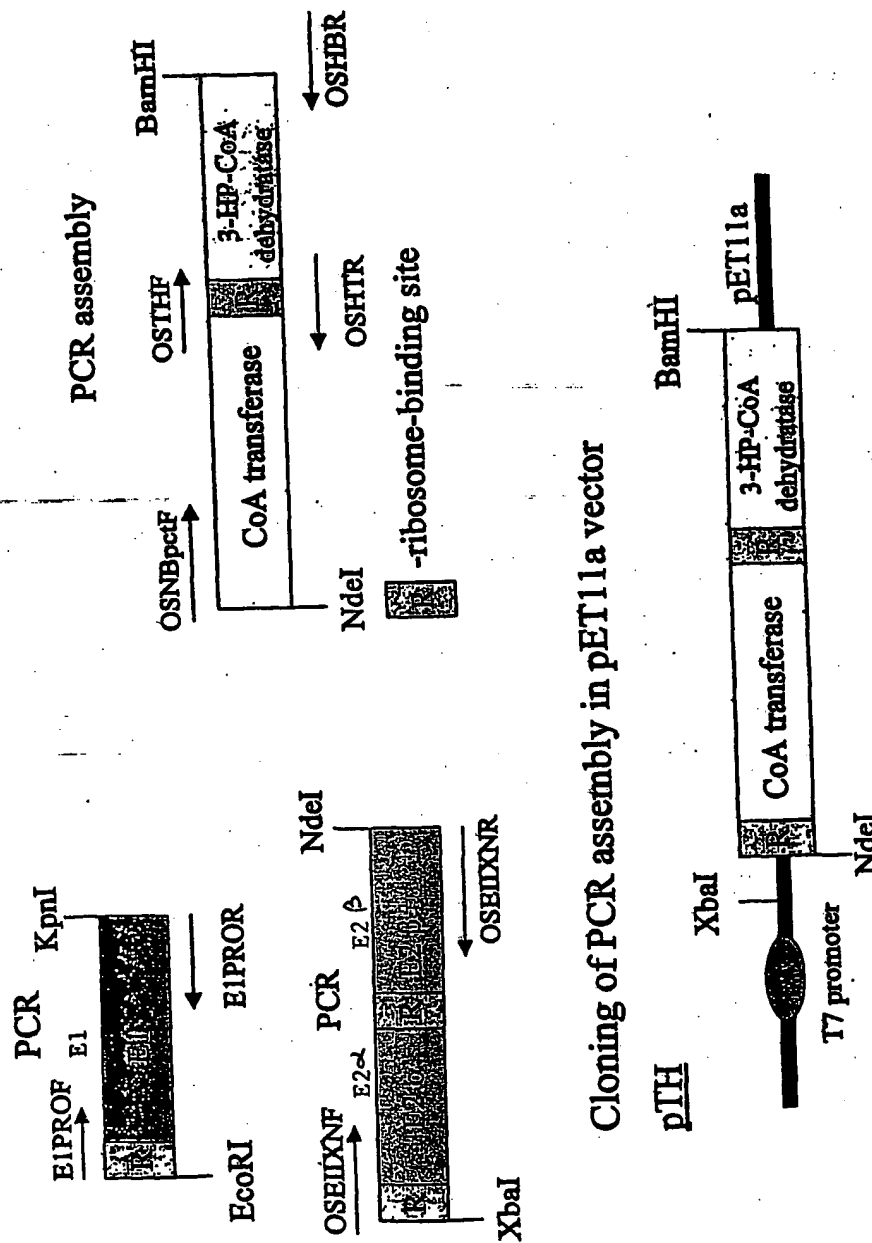 PCR
E1PROF
E1
KpnI
R
E1
EcoRI
E1PROR
OSEIIXNF
E2α
PCR
E2 β
NdeI
R
R
XbaI
OSEIIXNR
PCR assembly
OSNBpctF
OSTHF
BamHI
CoA transferase
R
3-HP-CoA
dehydratase
NdeI
OSHTR
OSHBR
R
-ribosome-binding site
Cloning of PCR assembly in pET11a vector
pTH
XbaI
BamHI
T7 promoter
R
CoA transferase
R
3-HP-CoA
dehydratase
pET11a
NdeI